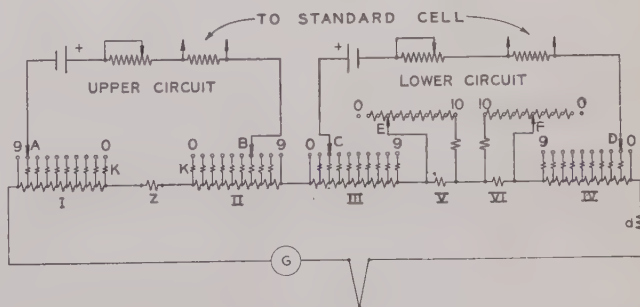 TO STANDARD CELL
+ +
UPPER CIRCUIT LOWER CIRCUIT
0 10 10 0
E F
9 A 0 B 9 C 9 D 0
K K 0 0 9
Z
I II III V VI IV
d
G